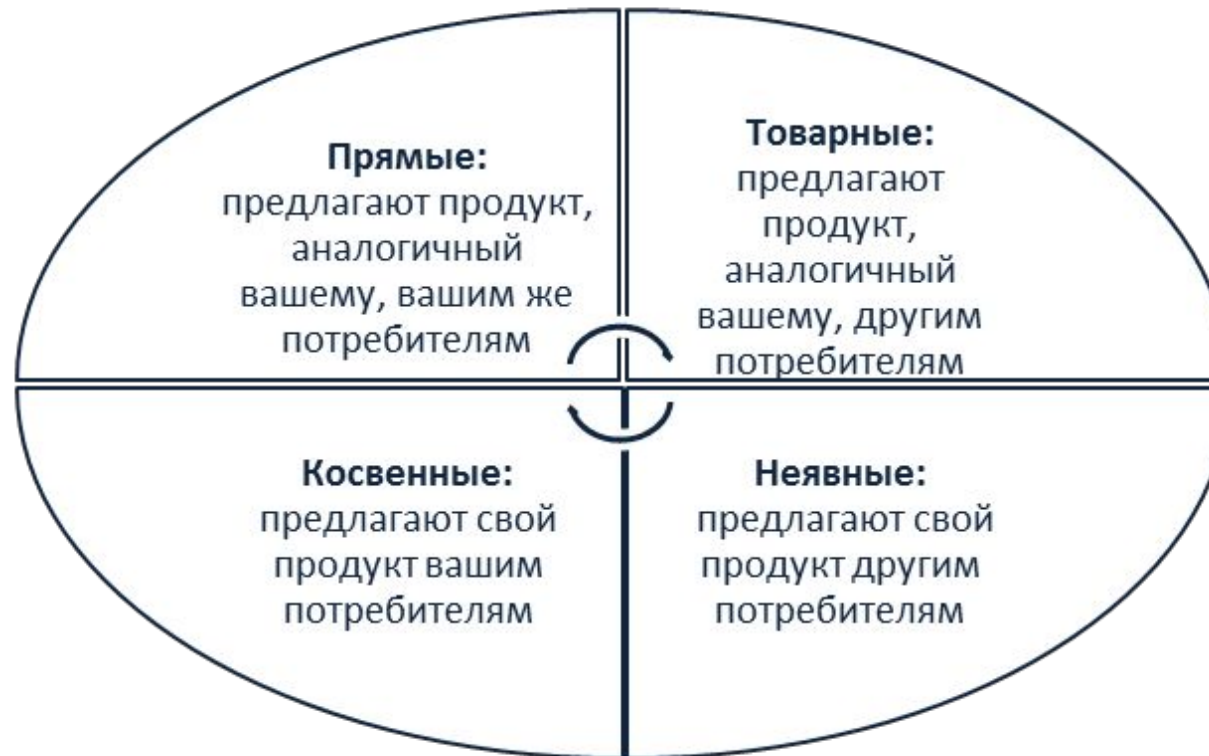 Прямые:
предлагают продукт,
аналогичный
вашему, вашим же
потребителям
Товарные:
предлагают
продукт,
аналогичный
вашему, другим
потребителям
Косвенные:
предлагают свой
продукт вашим
потребителям
Неявные:
предлагают свой
продукт другим
потребителям